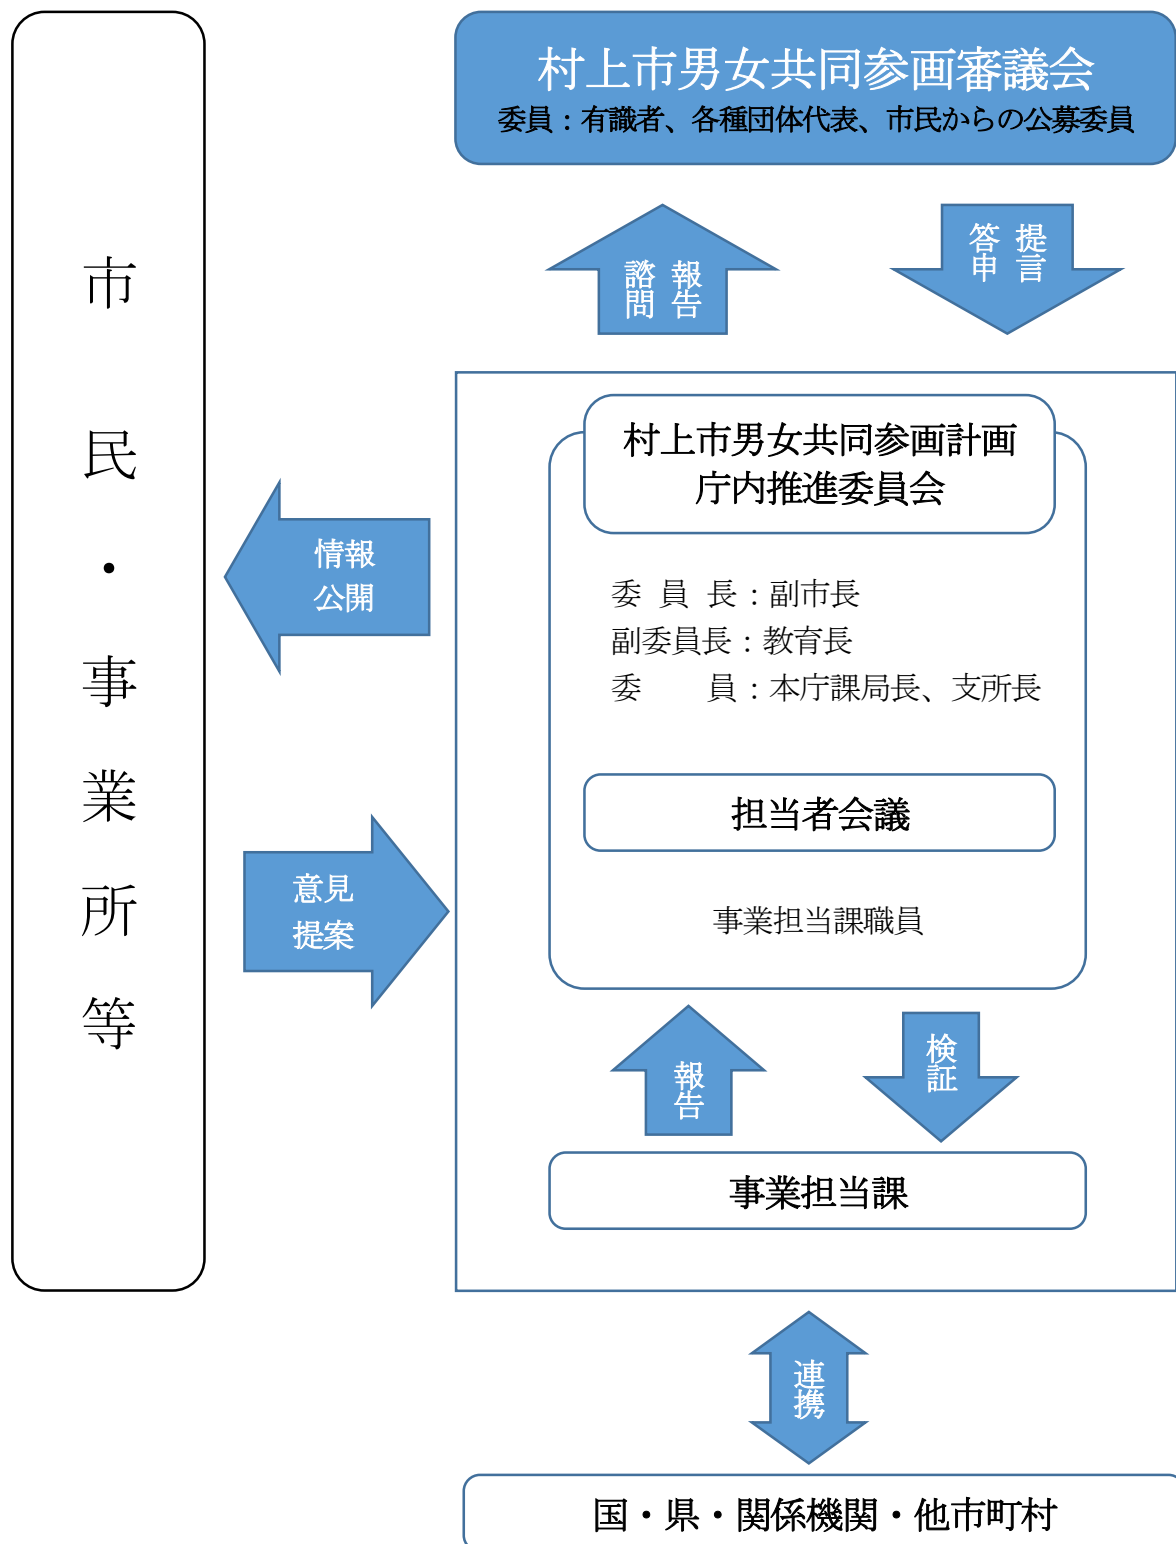 村上市男女共同参画審議会
委員：有識者、各種団体代表、市民からの公募委員
諮問 報告
答申 提言
市民・事業所等
村上市男女共同参画計画
庁内推進委員会
情報
公開
委 員 長：副市長
副委員長：教育長
委　　員：本庁課局長、支所長
担当者会議
意見
提案
事業担当課職員
報告
検証
事業担当課
連携
国・県・関係機関・他市町村